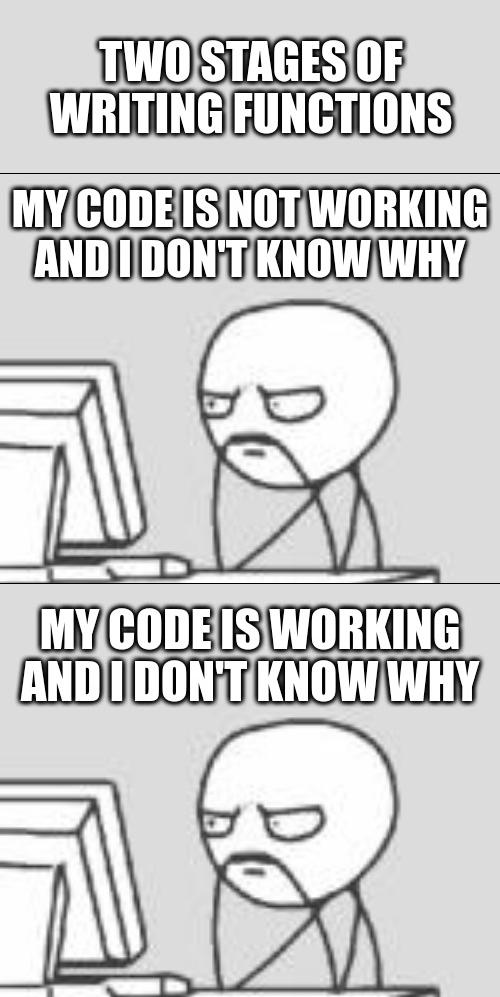 TWO STAGES OF
WRITING FUNCTIONS
MY CODE IS NOT WORKING
AND I DON'T KNOW WHY
MY CODE IS WORKING
AND I DON'T KNOW WHY